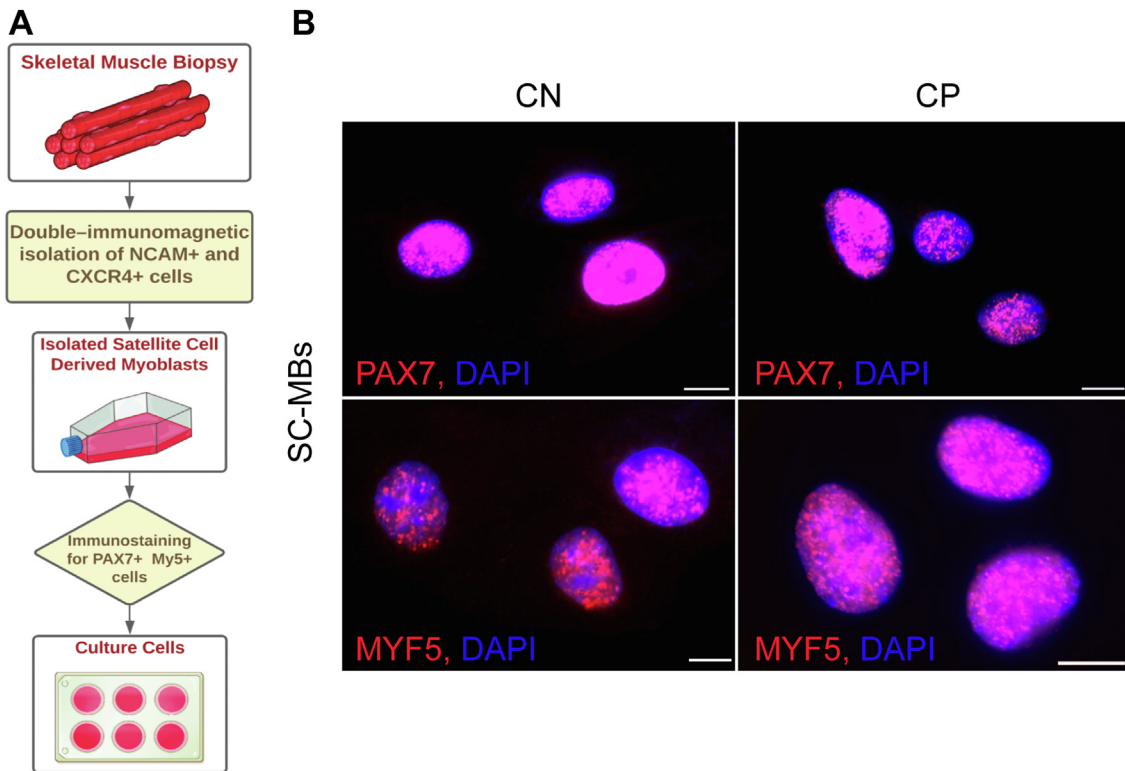 A
Skeletal Muscle Biopsy
Double–immunomagnetic
isolation of NCAM+ and
CXCR4+ cells
Isolated Satellite Cell
Derived Myoblasts
Immunostaining
for PAX7+ My5+
cells
Culture Cells
B
CN
CP
SC-MBs
PAX7, DAPI
PAX7, DAPI
MYF5, DAPI
MYF5, DAPI